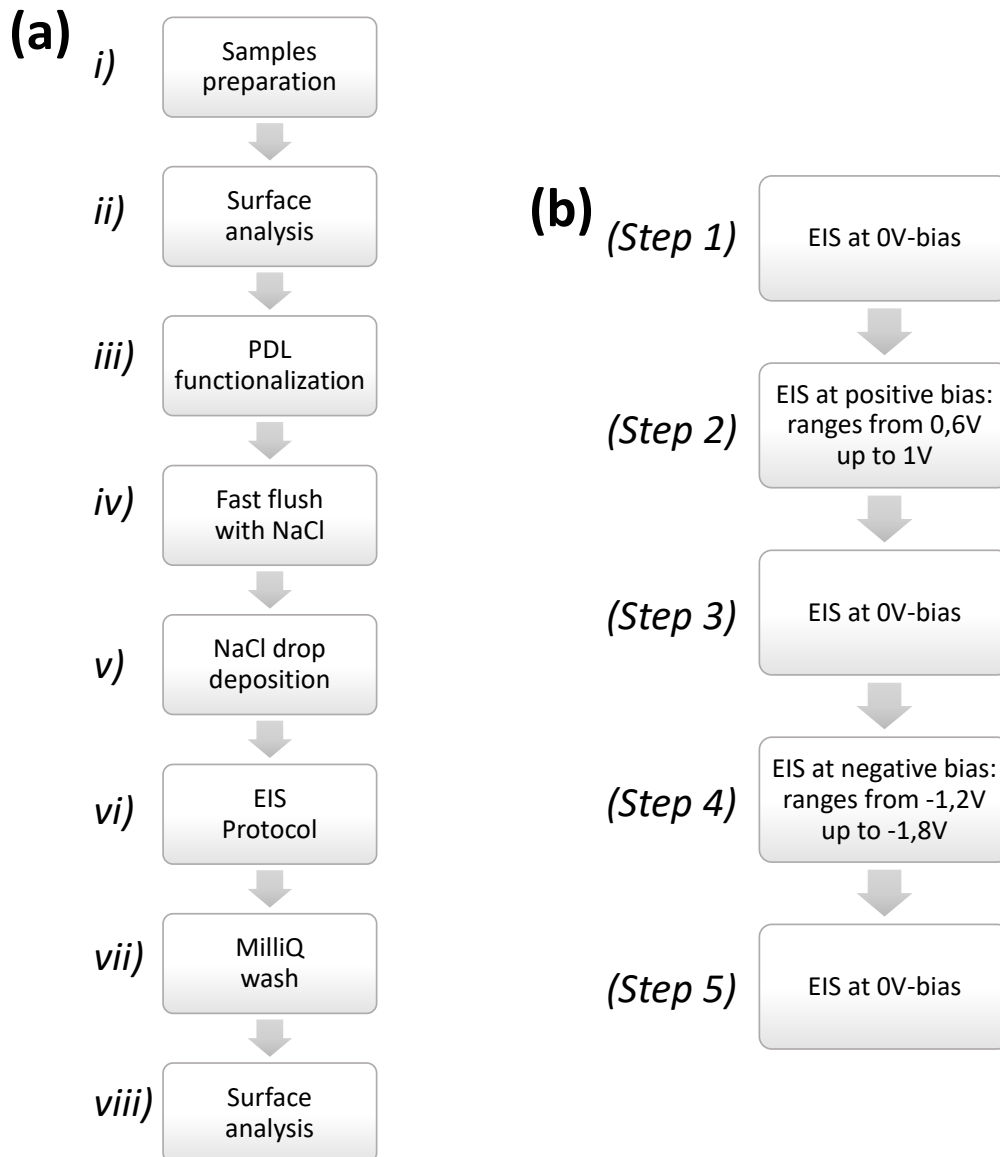 (a)
i)
Samples
preparation
ii)
Surface
analysis
iii)
PDL
functionalization
iv)
Fast flush
with NaCl
v)
NaCl drop
deposition
vi)
EIS
Protocol
vii)
MilliQ
wash
viii)
Surface
analysis
(b)
(Step 1)
EIS at 0V-bias
(Step 2)
EIS at positive bias:
ranges from 0,6V
up to 1V
(Step 3)
EIS at 0V-bias
(Step 4)
EIS at negative bias:
ranges from -1,2V
up to -1,8V
(Step 5)
EIS at 0V-bias